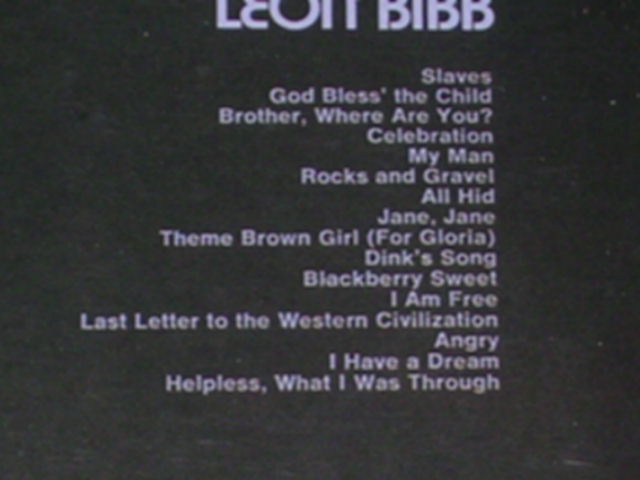 LEON BIBB
Slaves
God Bless' the Child
Brother, Where Are You?
Celebration
My Man
Rocks and Gravel
All Hid
Jane, Jane
Theme Brown Girl (For Gloria)
Dink's Song
Blackberry Sweet
I Am Free
Last Letter to the Western Civilization
Angry
I Have a Dream
Helpless, What I Was Through